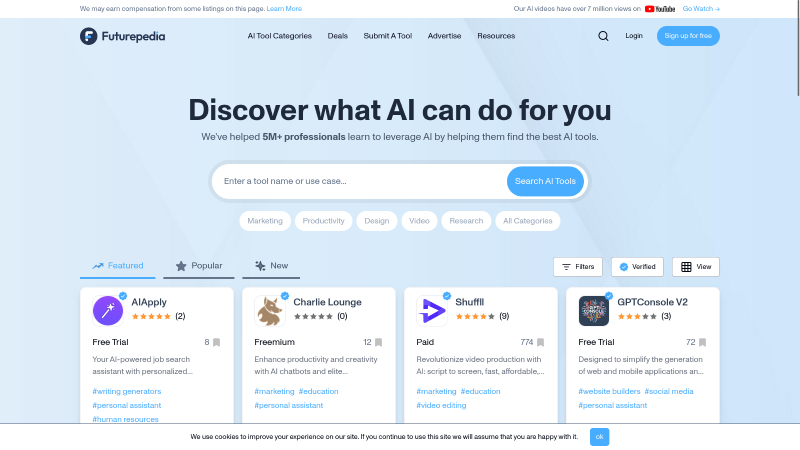 We may earn compensation from some listings on this page. Learn More
Our AI videos have over 7 million views on YouTube Go Watch →
Futurepedia
AI Tool Categories Deals Submit A Tool Advertise Resources
Login Sign up for free
Discover what AI can do for you
We've helped 5M+ professionals learn to leverage AI by helping them find the best AI tools.
Enter a tool name or use case... Search AI Tools
Marketing Productivity Design Video Research All Categories
Featured Popular New
Filters Verified View
AIApply
(2)
Free Trial 8
Your AI-powered job search
assistant with personalized...
#writing generators
#personal assistant
#human resources
Charlie Lounge
(0)
Freemium 12
Enhance productivity and creativity
with AI chatbots and elite...
#marketing #education
#personal assistant
Shuffll
(9)
Paid 774
Revolutionize video production with
AI: script to screen, fast, affordable,...
#marketing #education
#video editing
GPT CONSOLE
GPTConsole V2
(3)
Free Trial 72
Designed to simplify the generation
of web and mobile applications an...
#website builders #social media
#personal assistant
We use cookies to improve your experience on our site. If you continue to use this site we will assume that you are happy with it. ok